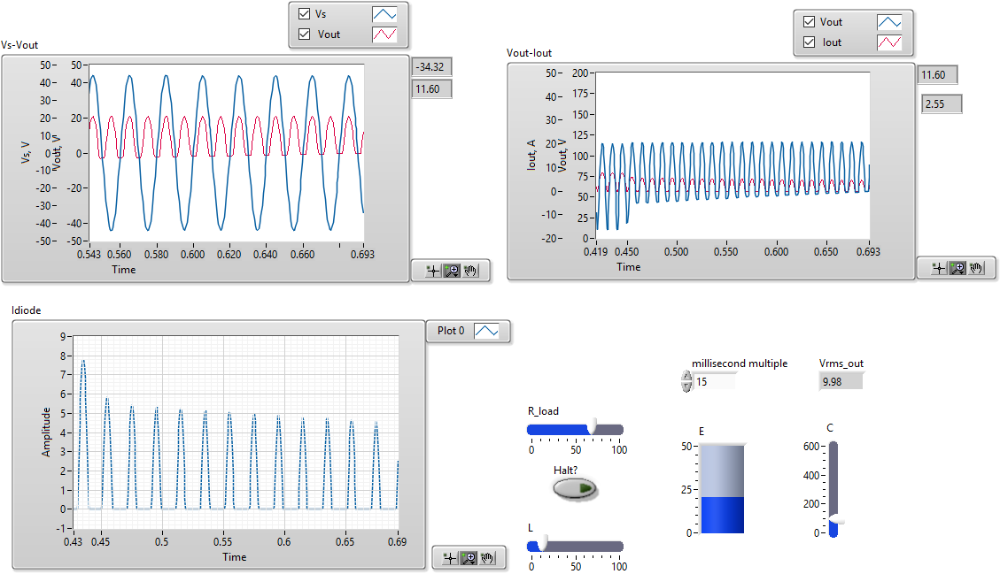 Vs
Vout
Vs-Vout
-34.32
11.60
50 50
40 40
30
20 20
10
0 0
-10
-20 -20
-30
-40 -40
-50 -50
Vs, V
Vout, V
0.543 0.560 0.580 0.600 0.620 0.640 0.660 0.693
Time
Vout
Iout
Vout-Iout
11.60
2.55
50 200
175
40
150
30
125
20
100
10
75
0
50
-10
25
-20 0
Iout, A
Vout, V
0.419 0.450 0.500 0.550 0.600 0.650 0.693
Time
Idiode
Plot 0
9
8
7
6
5
4
3
2
1
0
-1
Amplitude
0.43 0.45 0.5 0.55 0.6 0.65 0.69
Time
millisecond multiple
15
Vrms_out
9.98
R_load
0 50 100
Halt?
L
0 50 100
E
50
25
0
C
600
400
200
0